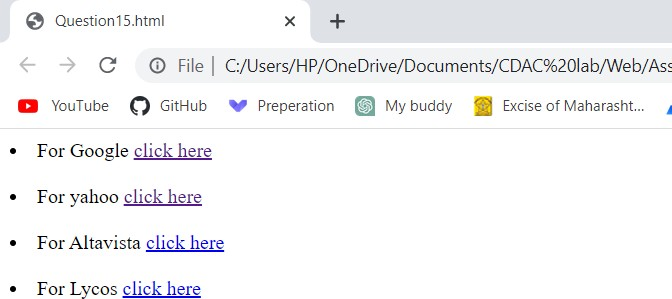 Question15.html
File | C:/Users/HP/OneDrive/Documents/CDAC%20lab/Web/Ass
YouTube GitHub Preperation My buddy Excise of Maharasht...
• For Google click here
• For yahoo click here
• For Altavista click here
• For Lycos click here